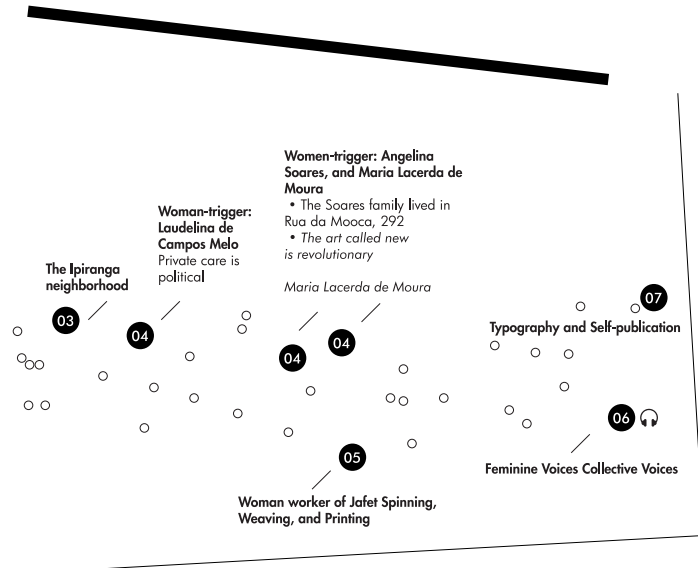 Women-trigger: Angelina
Soares, and Maria Lacerda de
Moura
• The Soares family lived in
Rua da Mooca, 292
• The art called new
is revolutionary
Maria Lacerda de Moura
Woman-trigger:
Laudelina de
Campos Melo
Private care is
political
The Ipiranga
neighborhood
03
04
04
04
07
Typography and Self-publication
06
Feminine Voices Collective Voices
05
Woman worker of Jafet Spinning,
Weaving, and Printing